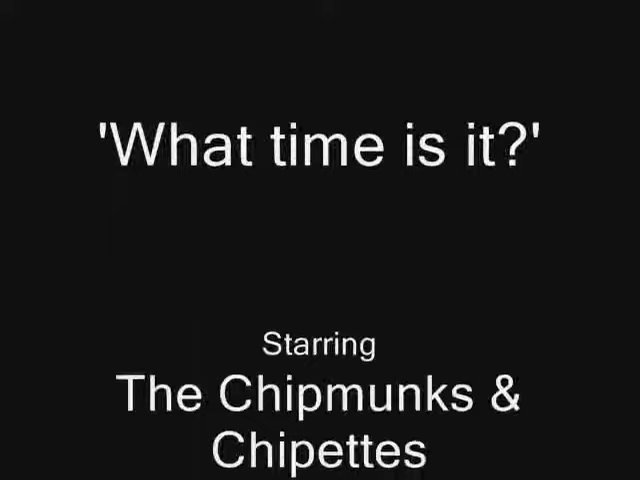 'What time is it?'
Starring
The Chipmunks &
Chipettes